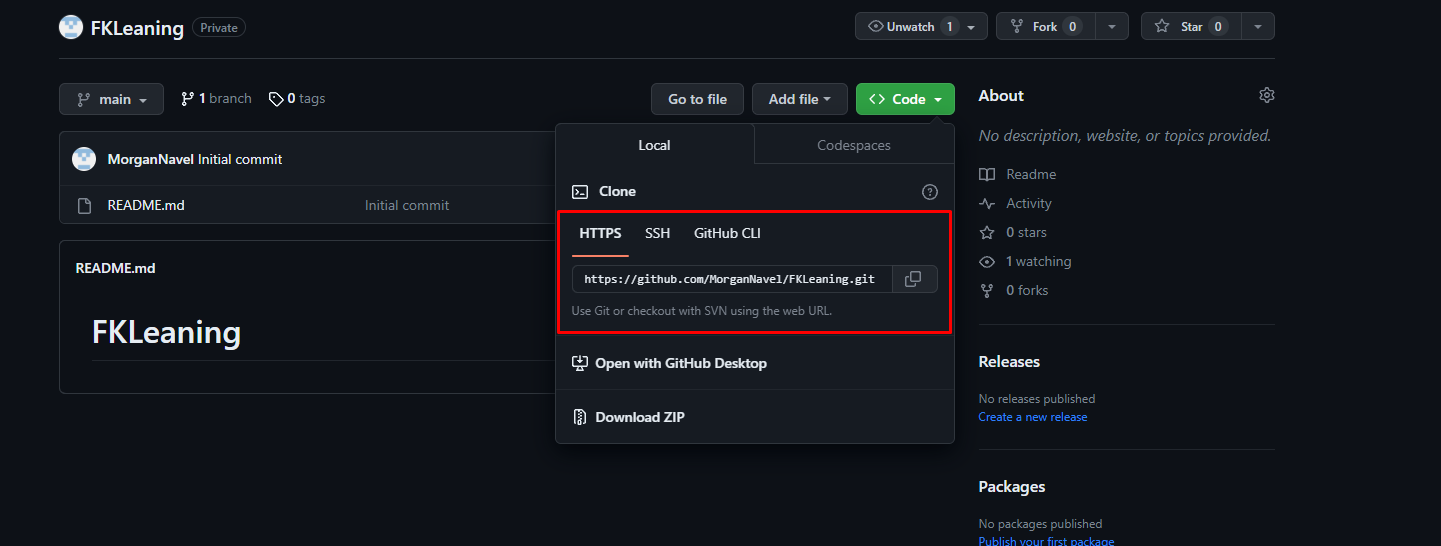 FKLeaning Private
Unwatch 1
Fork 0
Star 0
main
1 branch
0 tags
Go to file
Add file
<> Code
MorganNavel Initial commit
README.md Initial commit
README.md
FKLeaning
Local
Codespaces
Clone
HTTPS SSH GitHub CLI
https://github.com/MorganNavel/FKLeaning.git
Use Git or checkout with SVN using the web URL.
Open with GitHub Desktop
Download ZIP
About
No description, website, or topics provided.
Readme
Activity
0 stars
1 watching
0 forks
Releases
No releases published
Create a new release
Packages
No packages published
Publish your first package